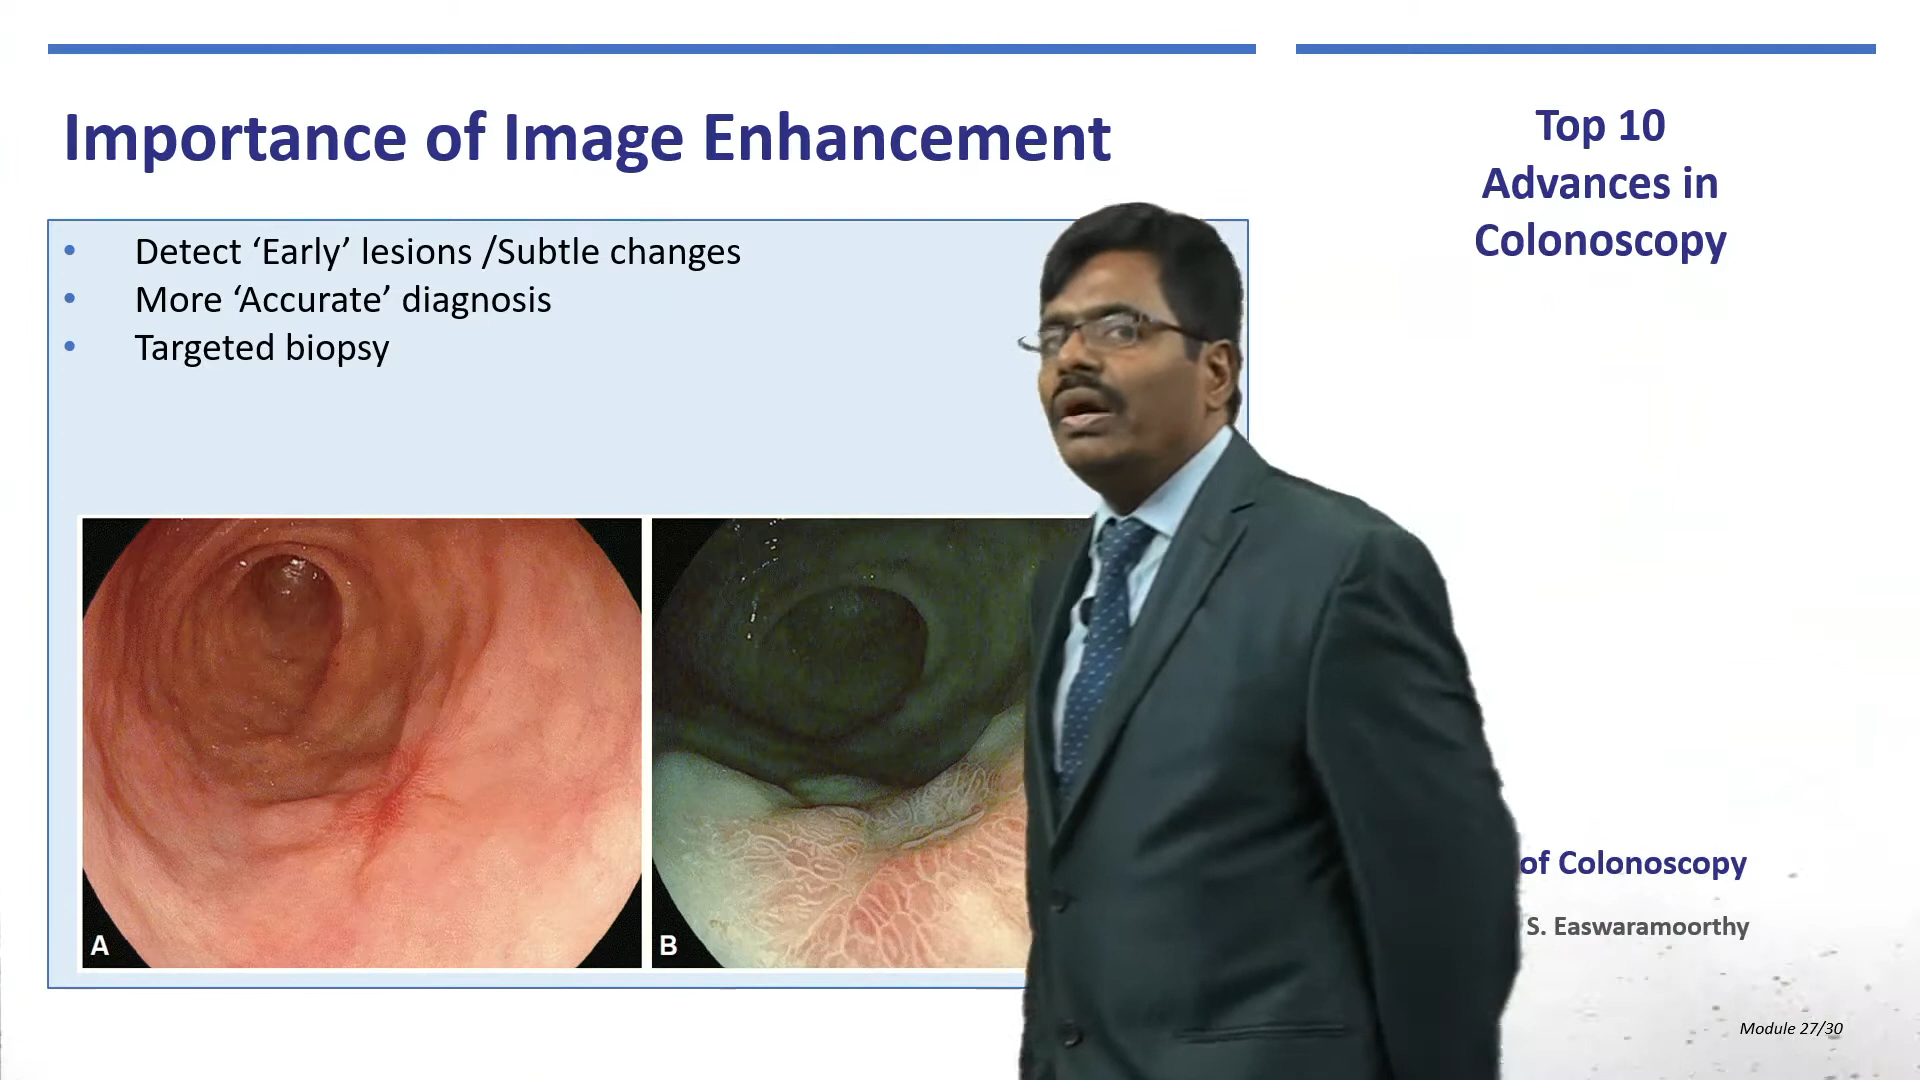 Importance of Image Enhancement
• Detect ‘Early’ lesions /Subtle changes
• More ‘Accurate’ diagnosis
• Targeted biopsy
A
B
Top 10
Advances in
Colonoscopy
of Colonoscopy
S. Easwaramoorthy
Module 27/30